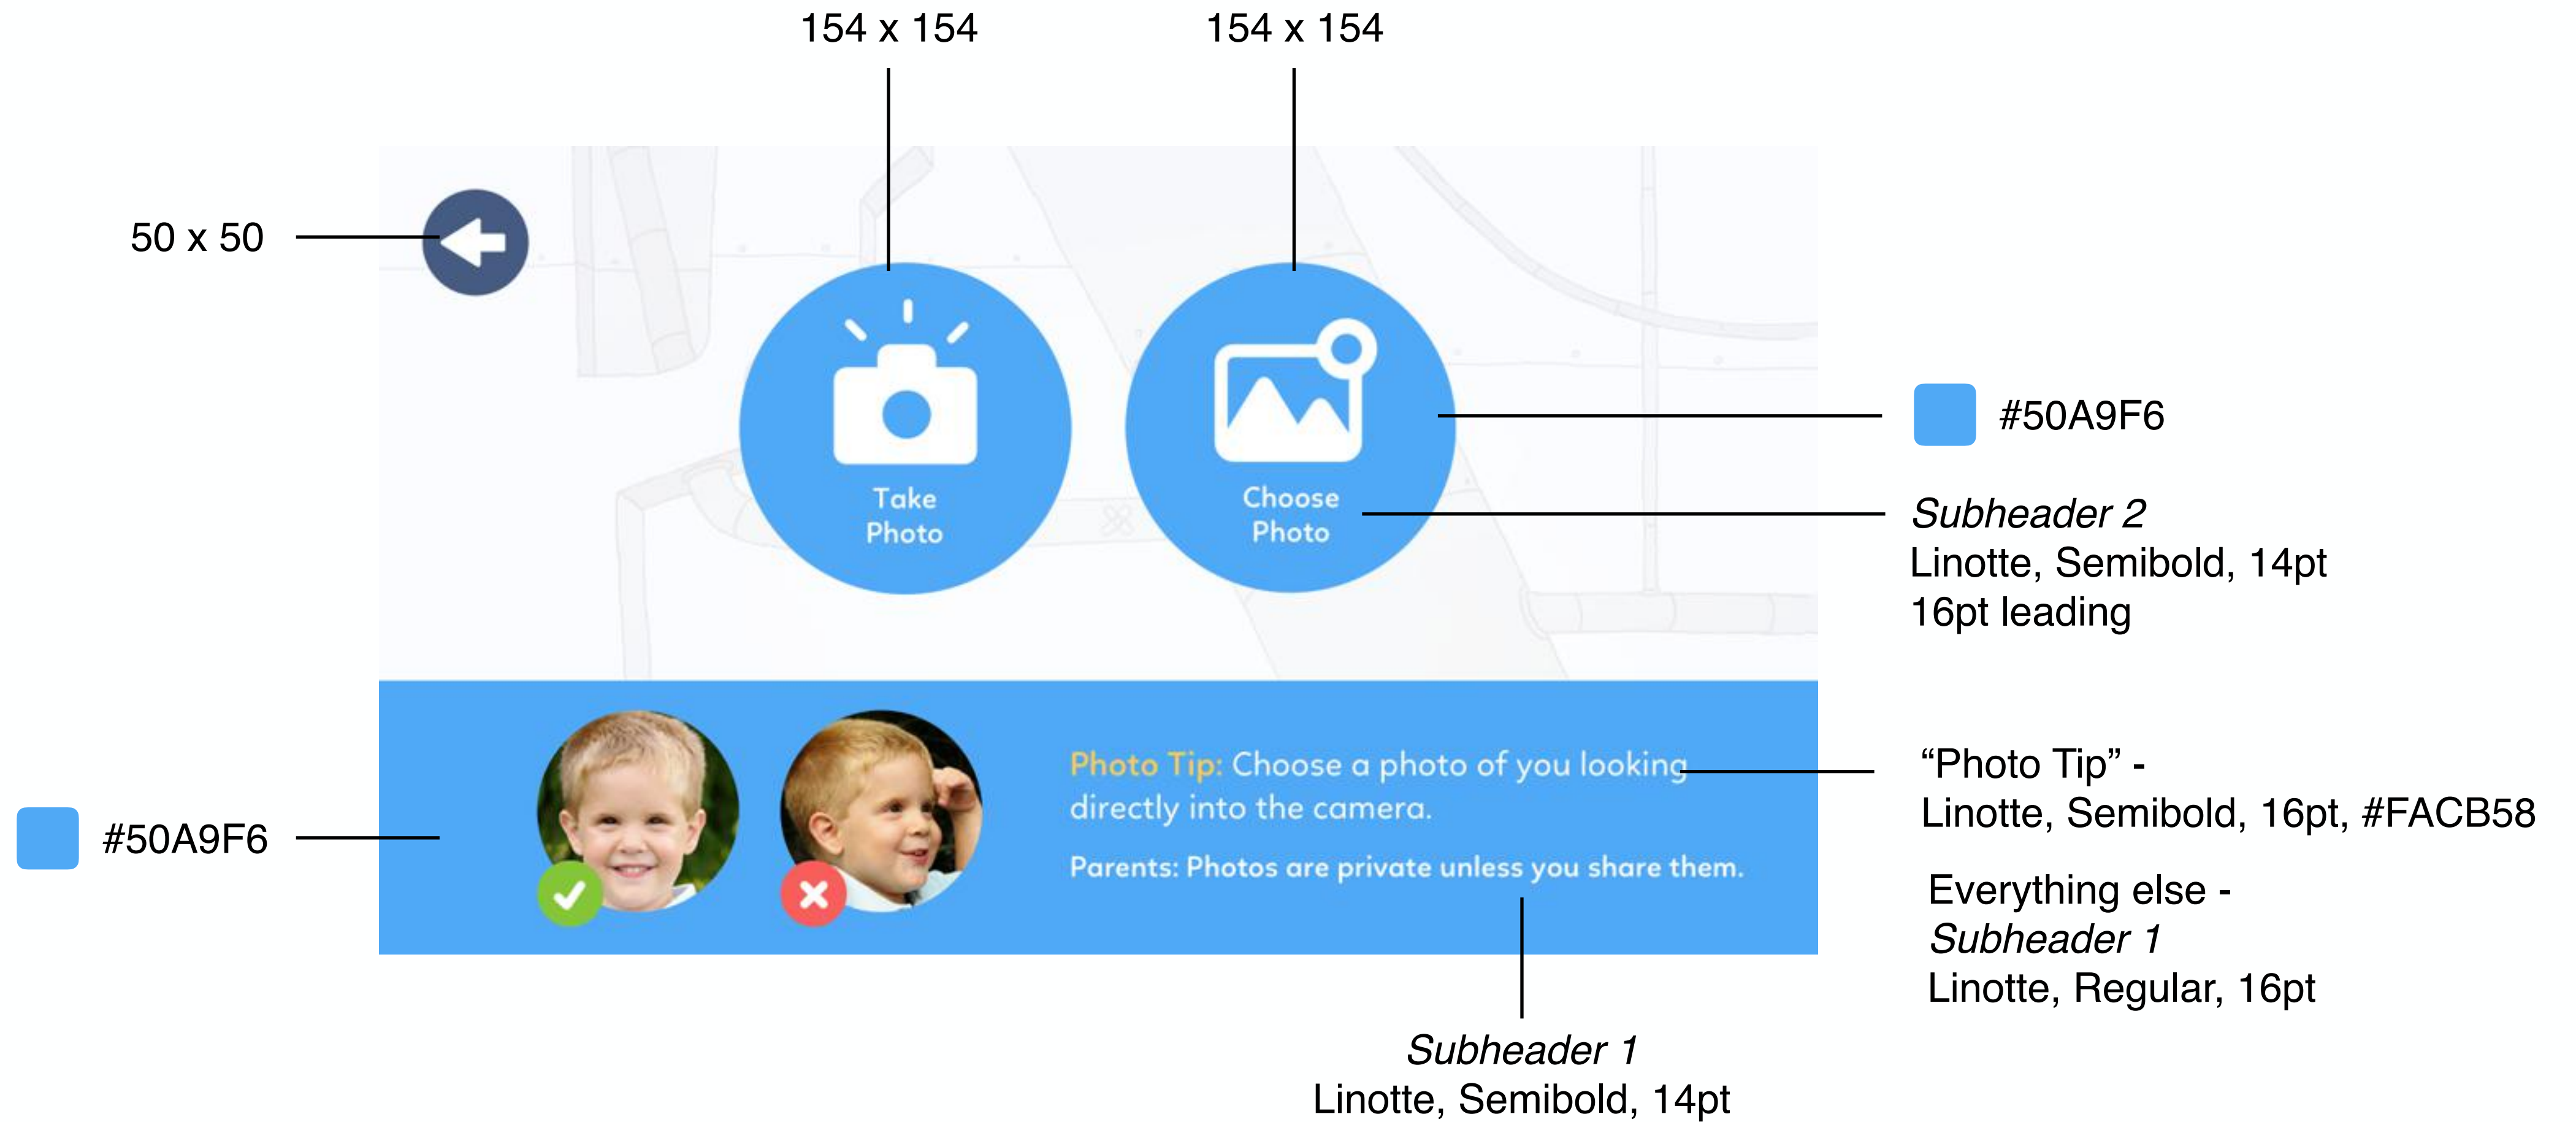 154 x 154
154 x 154
50 x 50
Take
Photo
Choose
Photo
#50A9F6
Subheader 2
Linotte, Semibold, 14pt
16pt leading
Photo Tip: Choose a photo of you looking
directly into the camera.
Parents: Photos are private unless you share them.
“Photo Tip” -
Linotte, Semibold, 16pt, #FACB58
Everything else -
Subheader 1
Linotte, Regular, 16pt
#50A9F6
Subheader 1
Linotte, Semibold, 14pt